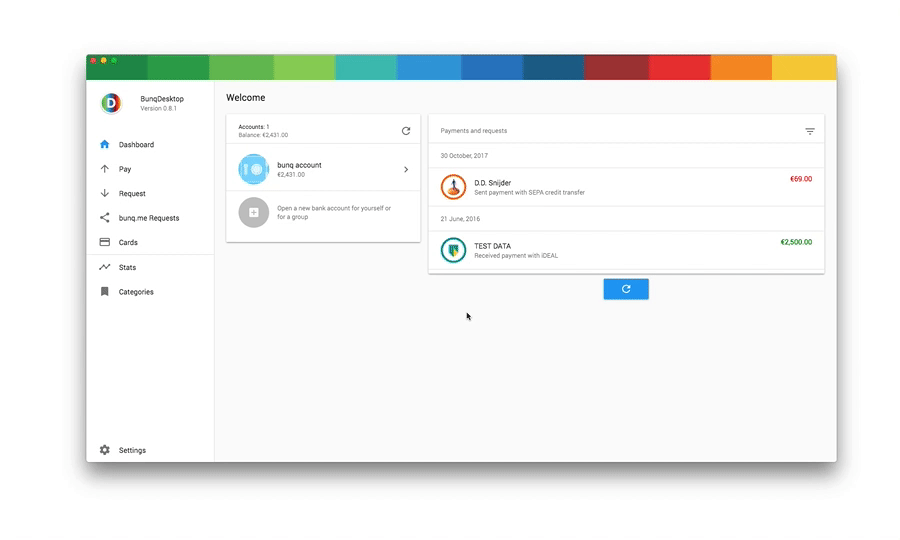 BunqDesktop
Version 0.8.1
Dashboard
Pay
Request
bunq.me Requests
Cards
Stats
Categories
Settings
Welcome
Accounts: 1
Balance: €2,431.00
bunq account
€2,431.00
Open a new bank account for yourself or
for a group
Payments and requests
30 October, 2017
D.D. Snijder
€69.00
Sent payment with SEPA credit transfer
21 June, 2016
TEST DATA
€2,500.00
Received payment with iDEAL